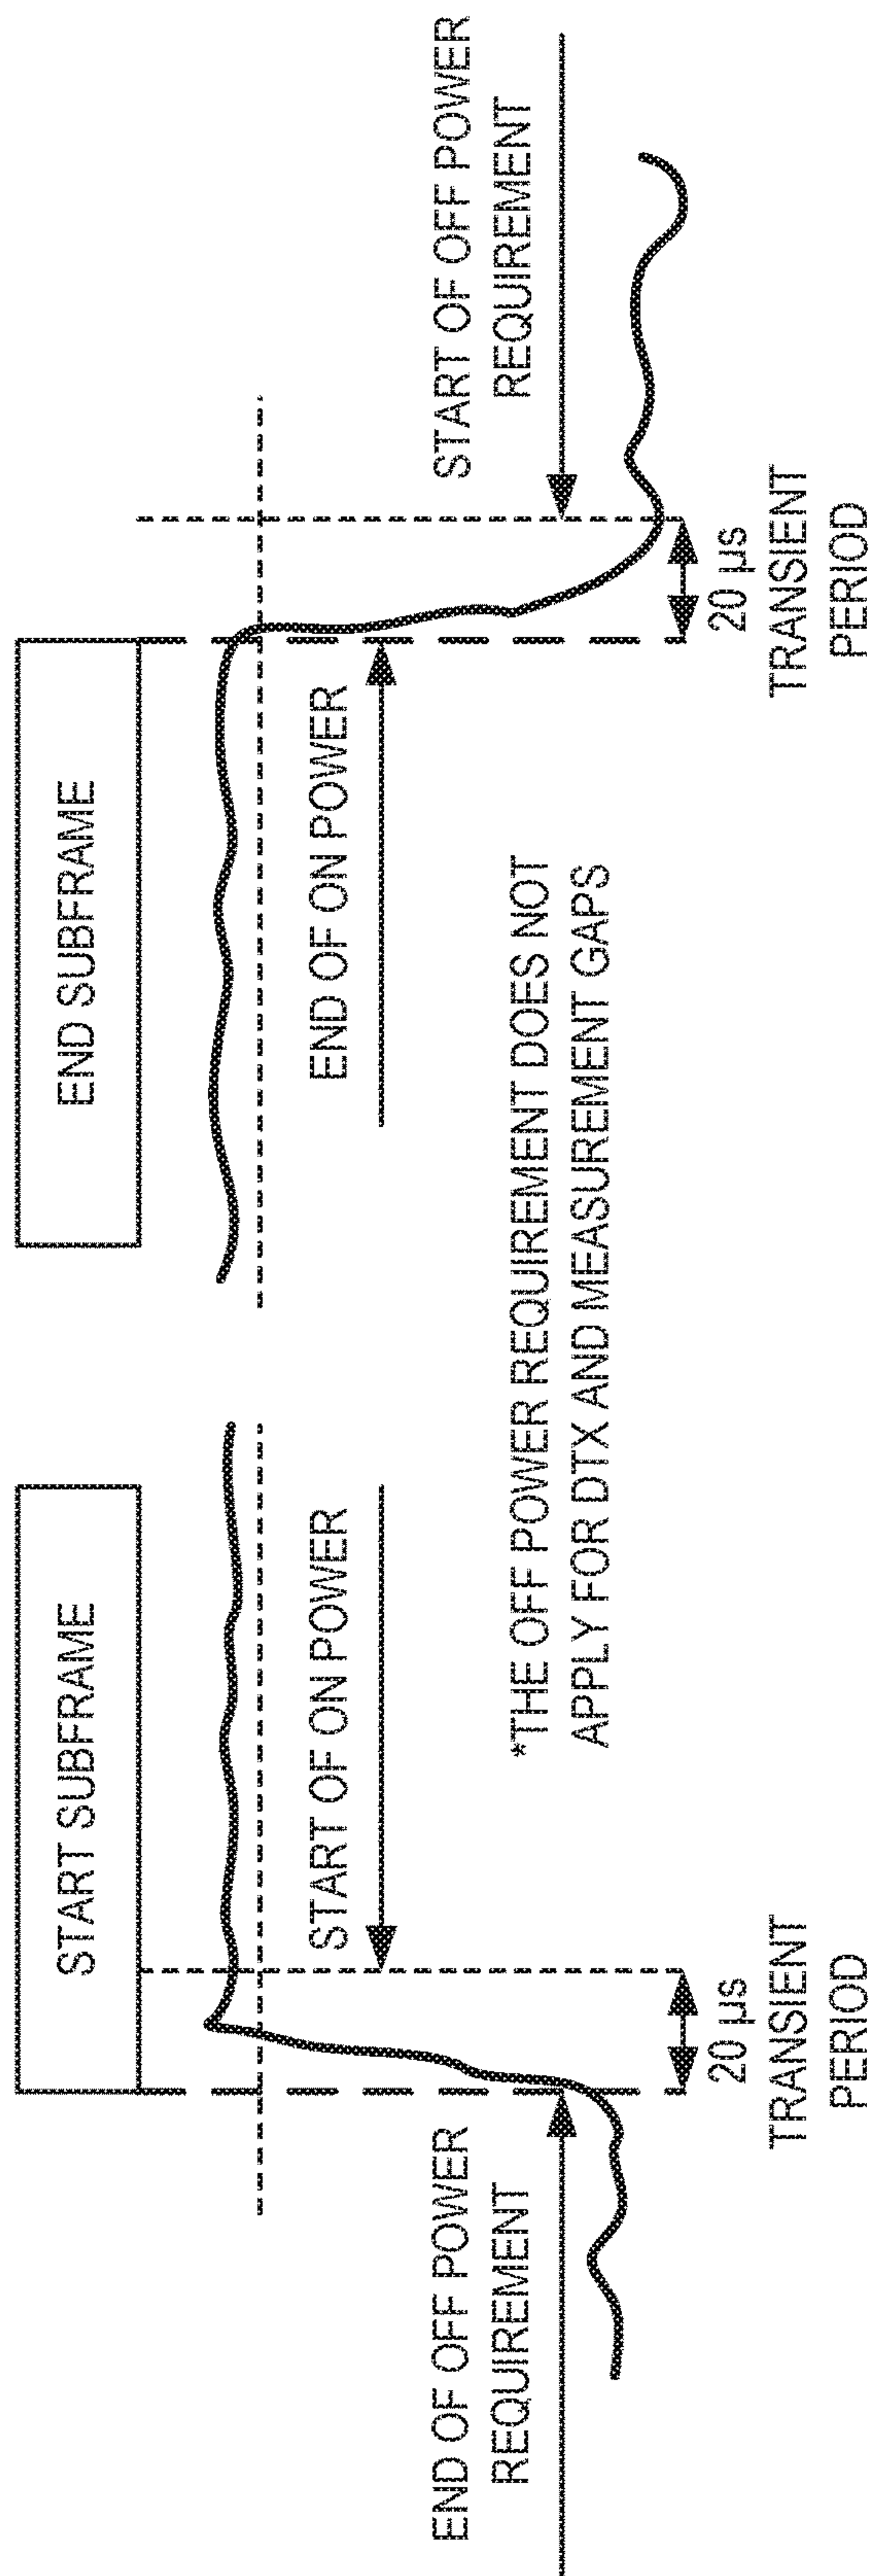 START SUBFRAME
END SUBFRAME
START OF ON POWER
END OF ON POWER
END OF OFF POWER
REQUIREMENT
START OF OFF POWER
REQUIREMENT
*THE OFF POWER REQUIREMENT DOES NOT
APPLY FOR DTX AND MEASUREMENT GAPS
20 µs
TRANSIENT
PERIOD
20 µs
TRANSIENT
PERIOD